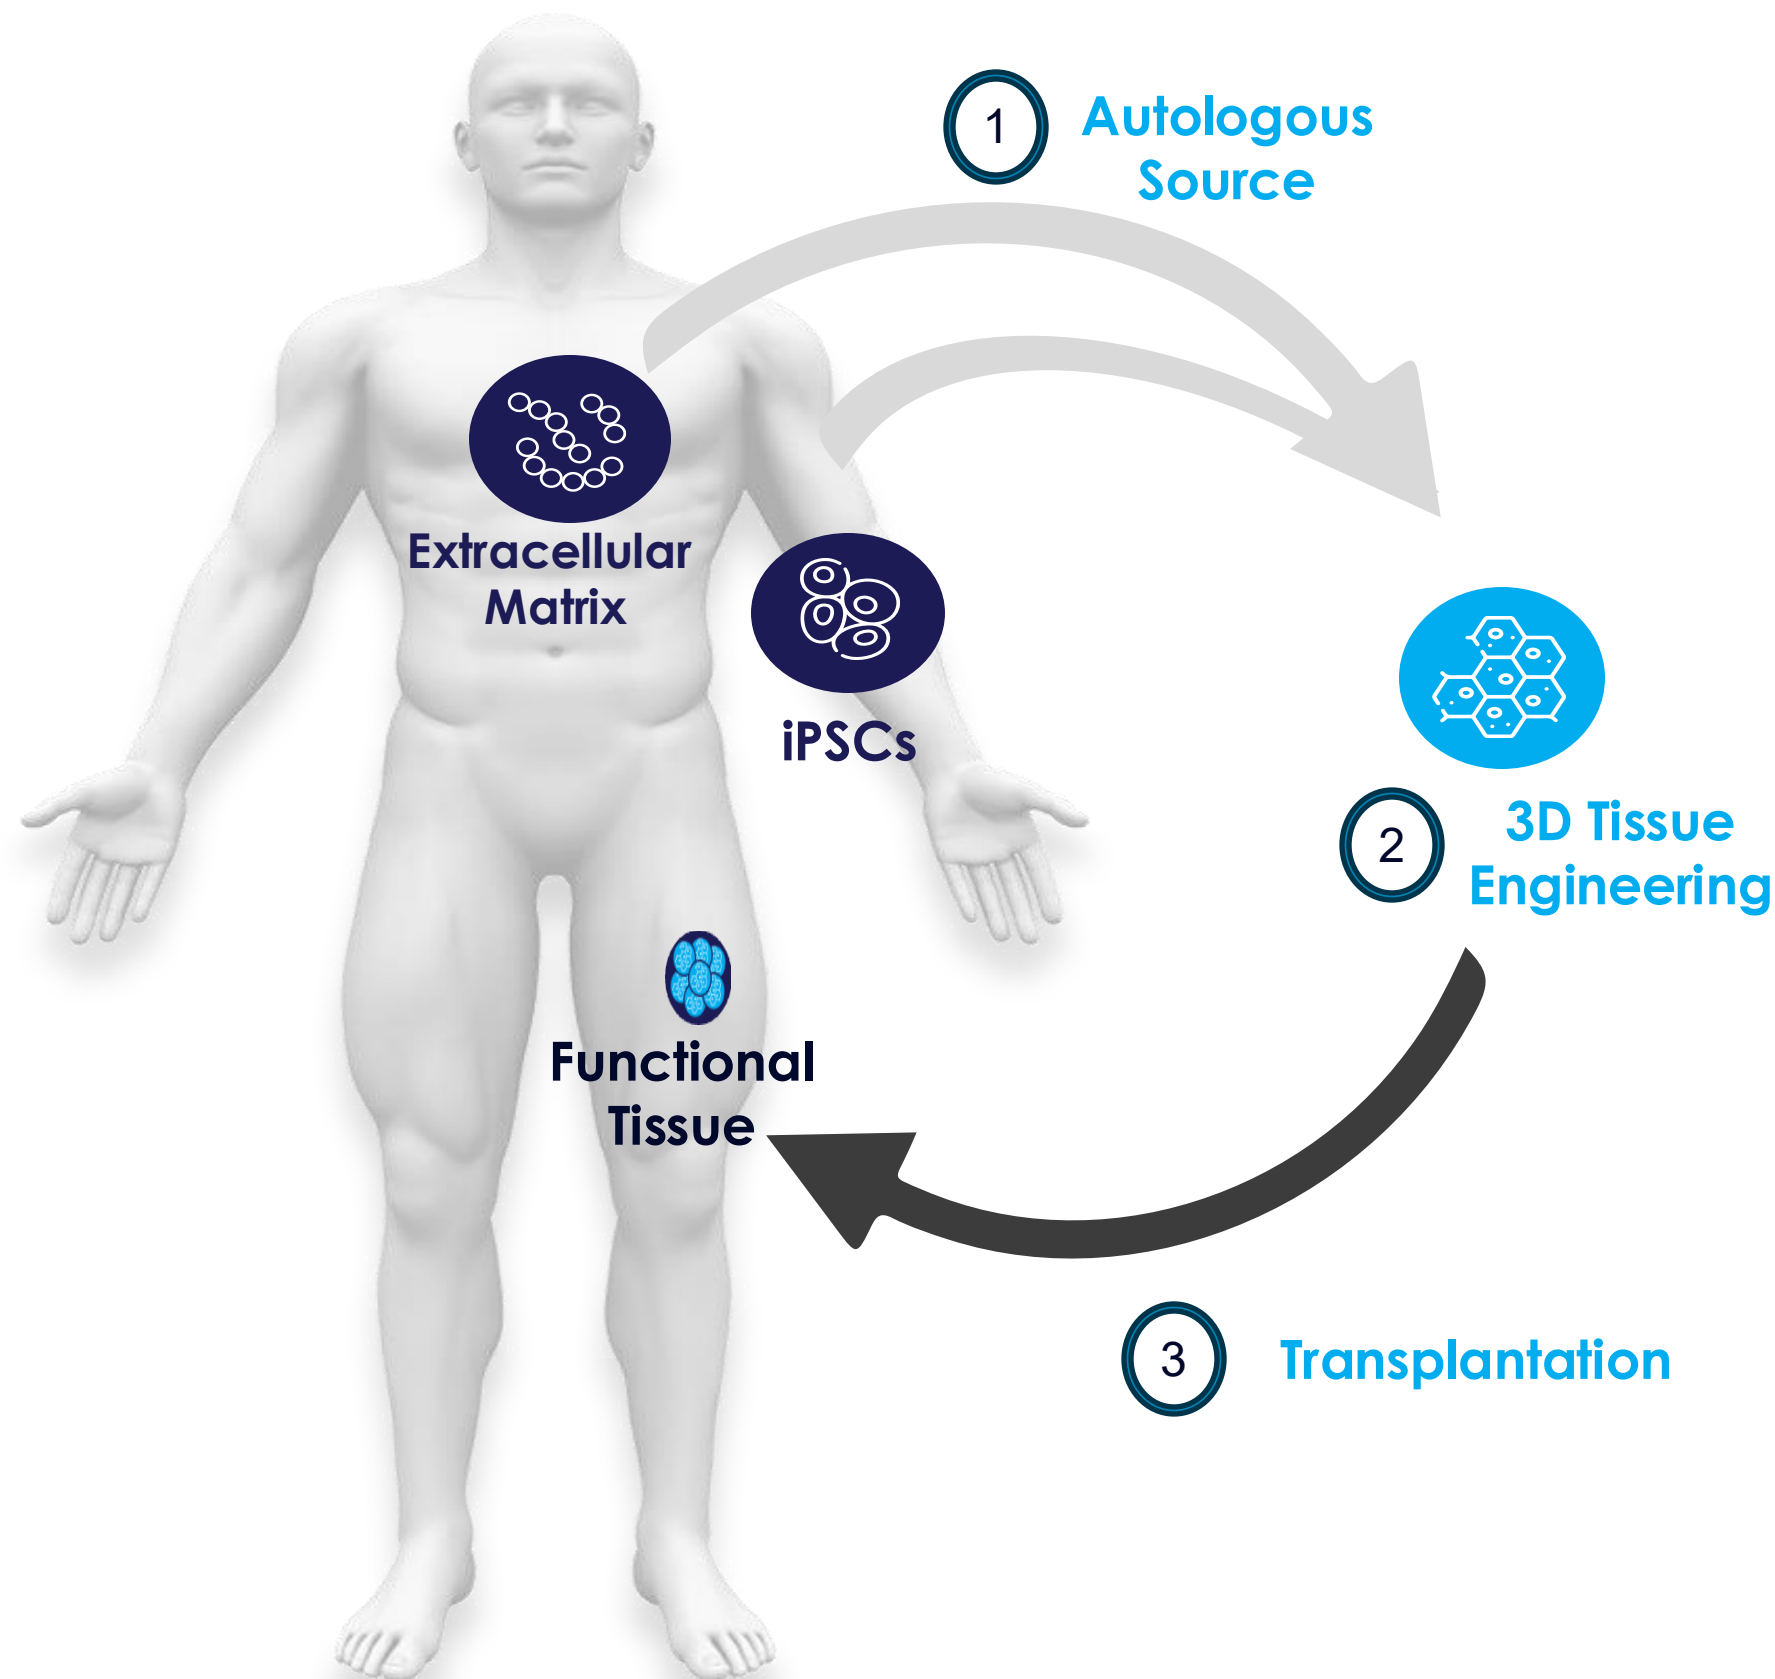 1
Autologous
Source
Extracellular
Matrix
iPSCs
2
3D Tissue
Engineering
Functional
Tissue
3
Transplantation